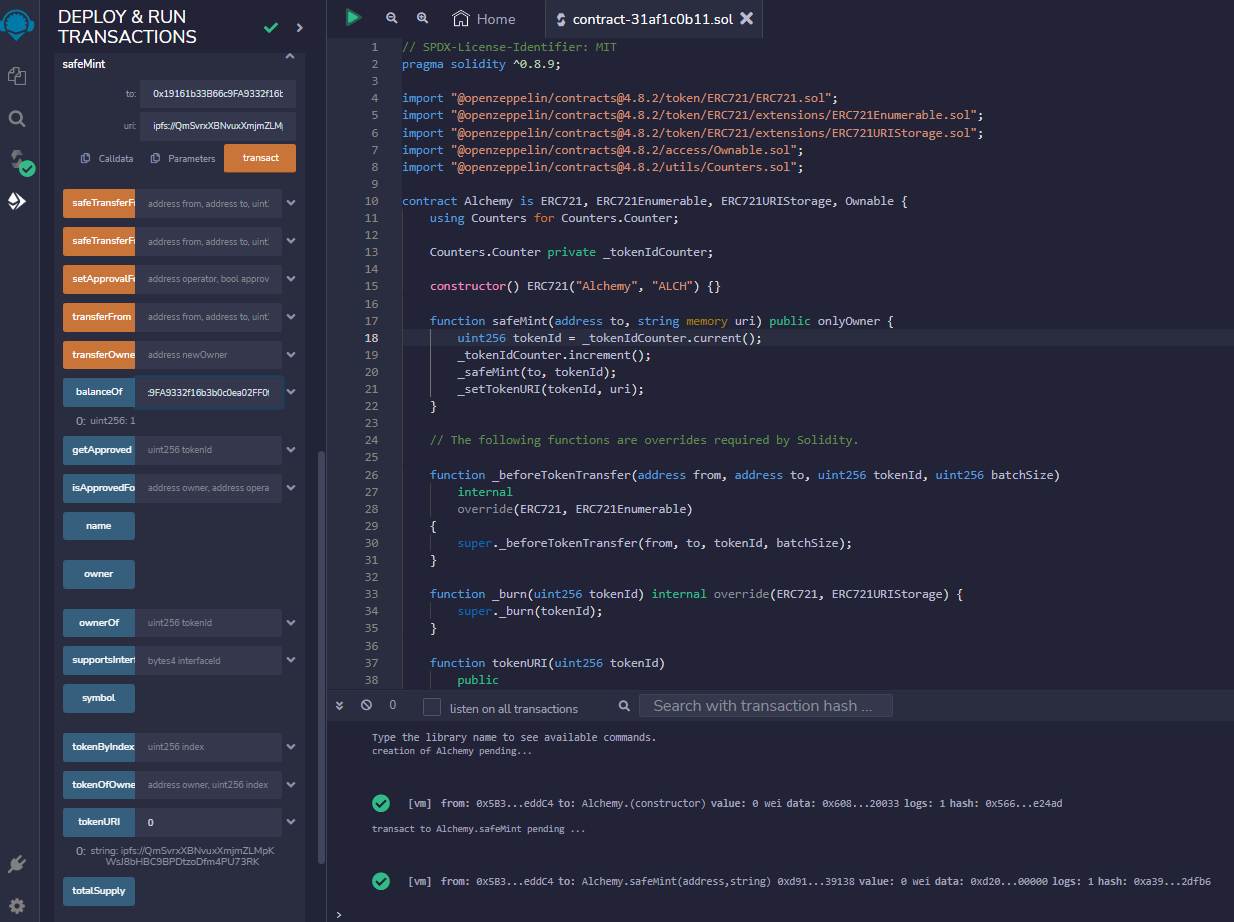 DEPLOY & RUN
TRANSACTIONS
safeMint
to: 0x19161b33B66c9FA9332f16b
uri: ipfs://QmSvrxXBNvuxXmjmZLM
Calldata Parameters transact
safeTransferF address from, address to, uint
safeTransferF address from, address to, uint
setApprovalFo address operator, bool approv
transferFrom address from, address to, uint
transferOwne address newOwner
balanceOf :9FA9332f16b3b0c0ea02FF0
0: uint256: 1
getApproved uint256 tokenId
isApprovedFo address owner, address opera
name
owner
ownerOf uint256 tokenId
supportsInter bytes4 interfaceId
symbol
tokenByIndex uint256 index
tokenOfOwne address owner, uint256 index
tokenURI 0
0: string: ipfs://QmSvrxXBNvuxXmjmZLMpK
WsJ8bHBC9BPDtzoDfm4PU73RK
totalSupply
Home contract-31af1c0b11.sol
1 // SPDX-License-Identifier: MIT
2 pragma solidity ^0.8.9;
3
4 import "@openzeppelin/contracts@4.8.2/token/ERC721/ERC721.sol";
5 import "@openzeppelin/contracts@4.8.2/token/ERC721/extensions/ERC721Enumerable.sol";
6 import "@openzeppelin/contracts@4.8.2/token/ERC721/extensions/ERC721URIStorage.sol";
7 import "@openzeppelin/contracts@4.8.2/access/Ownable.sol";
8 import "@openzeppelin/contracts@4.8.2/utils/Counters.sol";
9
10 contract Alchemy is ERC721, ERC721Enumerable, ERC721URIStorage, Ownable {
11 using Counters for Counters.Counter;
12
13 Counters.Counter private _tokenIdCounter;
14
15 constructor() ERC721("Alchemy", "ALCH") {}
16
17 function safeMint(address to, string memory uri) public onlyOwner {
18 uint256 tokenId = _tokenIdCounter.current();
19 _tokenIdCounter.increment();
20 _safeMint(to, tokenId);
21 _setTokenURI(tokenId, uri);
22 }
23
24 // The following functions are overrides required by Solidity.
25
26 function _beforeTokenTransfer(address from, address to, uint256 tokenId, uint256 batchSize)
27 internal
28 override(ERC721, ERC721Enumerable)
29 {
30 super._beforeTokenTransfer(from, to, tokenId, batchSize);
31 }
32
33 function _burn(uint256 tokenId) internal override(ERC721, ERC721URIStorage) {
34 super._burn(tokenId);
35 }
36
37 function tokenURI(uint256 tokenId)
38 public
0 listen on all transactions Search with transaction hash ...
Type the library name to see available commands.
creation of Alchemy pending...
[vm] from: 0x5B3...eddC4 to: Alchemy.(constructor) value: 0 wei data: 0x608...20033 logs: 1 hash: 0x566...e24ad
transact to Alchemy.safeMint pending ...
[vm] from: 0x5B3...eddC4 to: Alchemy.safeMint(address,string) 0xd91...39138 value: 0 wei data: 0xd20...00000 logs: 1 hash: 0xa39...2dfb6
>